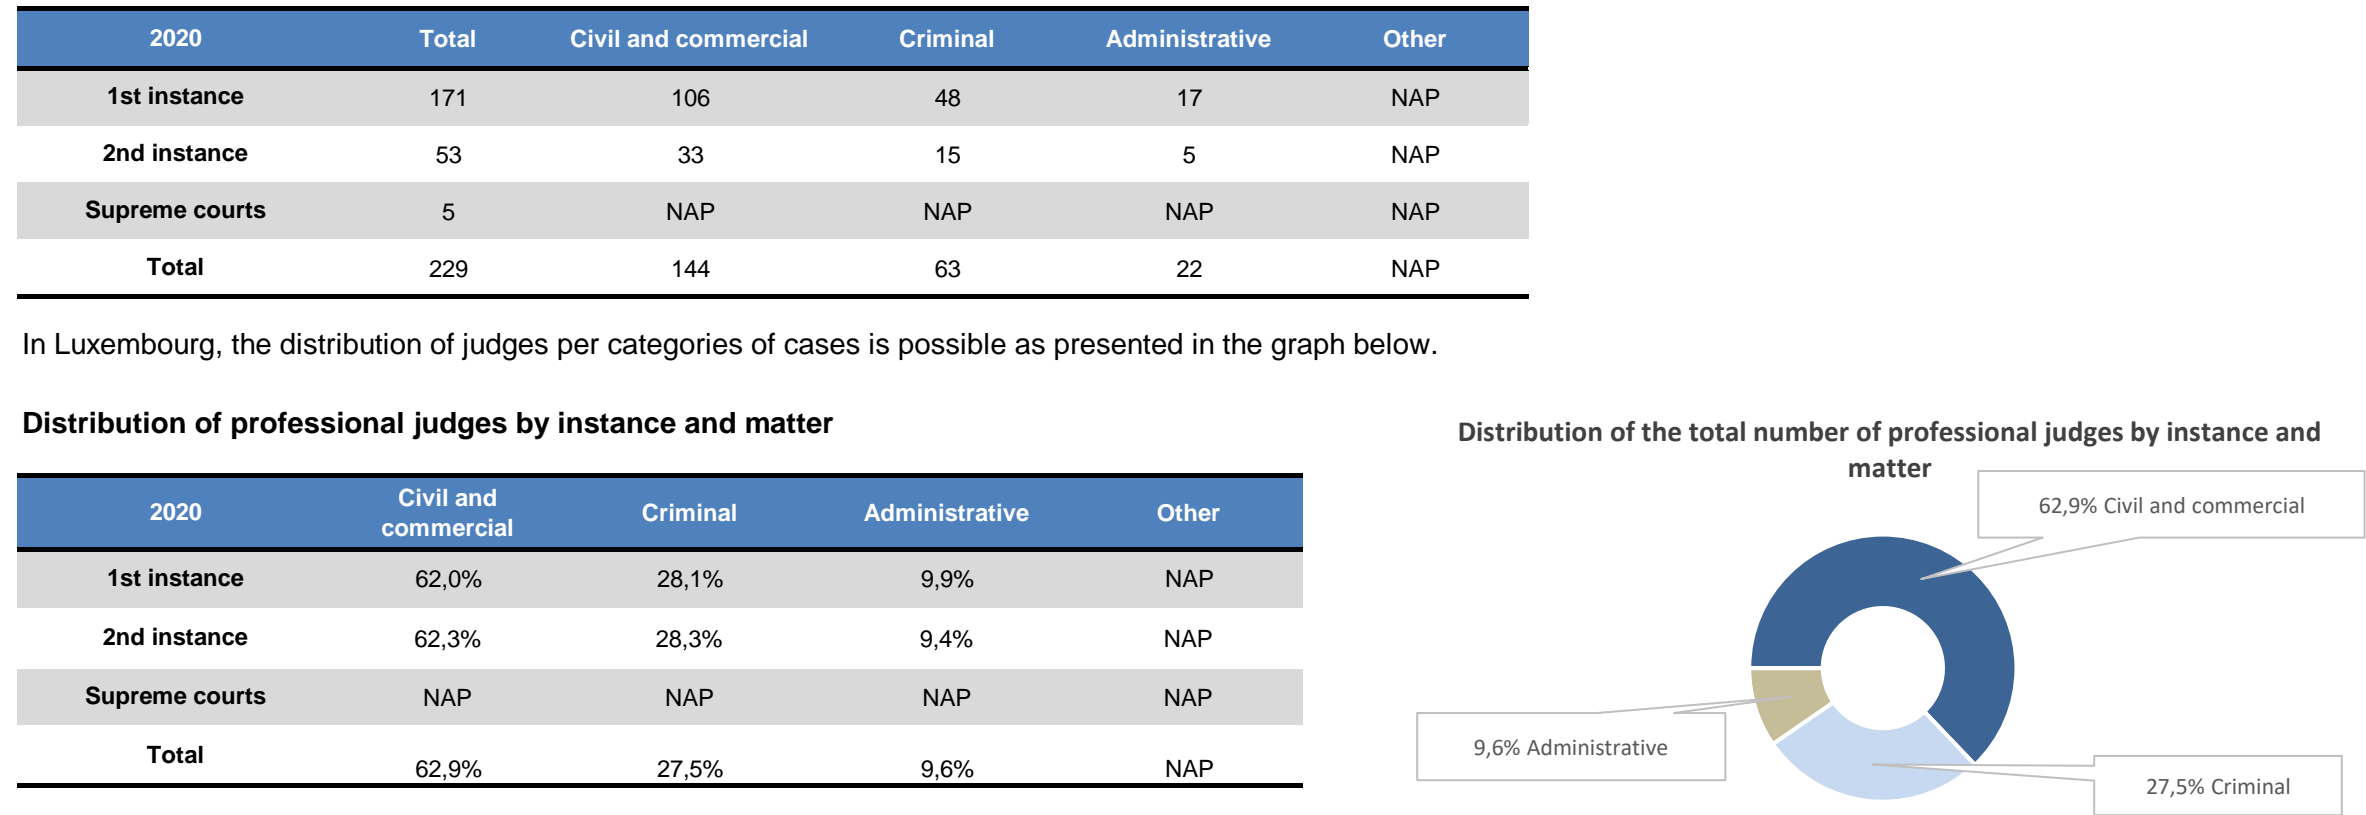 2020 Total Civil and commercial Criminal Administrative Other
1st instance 171 106 48 17 NAP
2nd instance 53 33 15 5 NAP
Supreme courts 5 NAP NAP NAP NAP
Total 229 144 63 22 NAP
In Luxembourg, the distribution of judges per categories of cases is possible as presented in the graph below.
Distribution of professional judges by instance and matter
2020 Civil and commercial Criminal Administrative Other
1st instance 62,0% 28,1% 9,9% NAP
2nd instance 62,3% 28,3% 9,4% NAP
Supreme courts NAP NAP NAP NAP
Total 62,9% 27,5% 9,6% NAP
Distribution of the total number of professional judges by instance and
matter
62,9% Civil and commercial
9,6% Administrative
27,5% Criminal